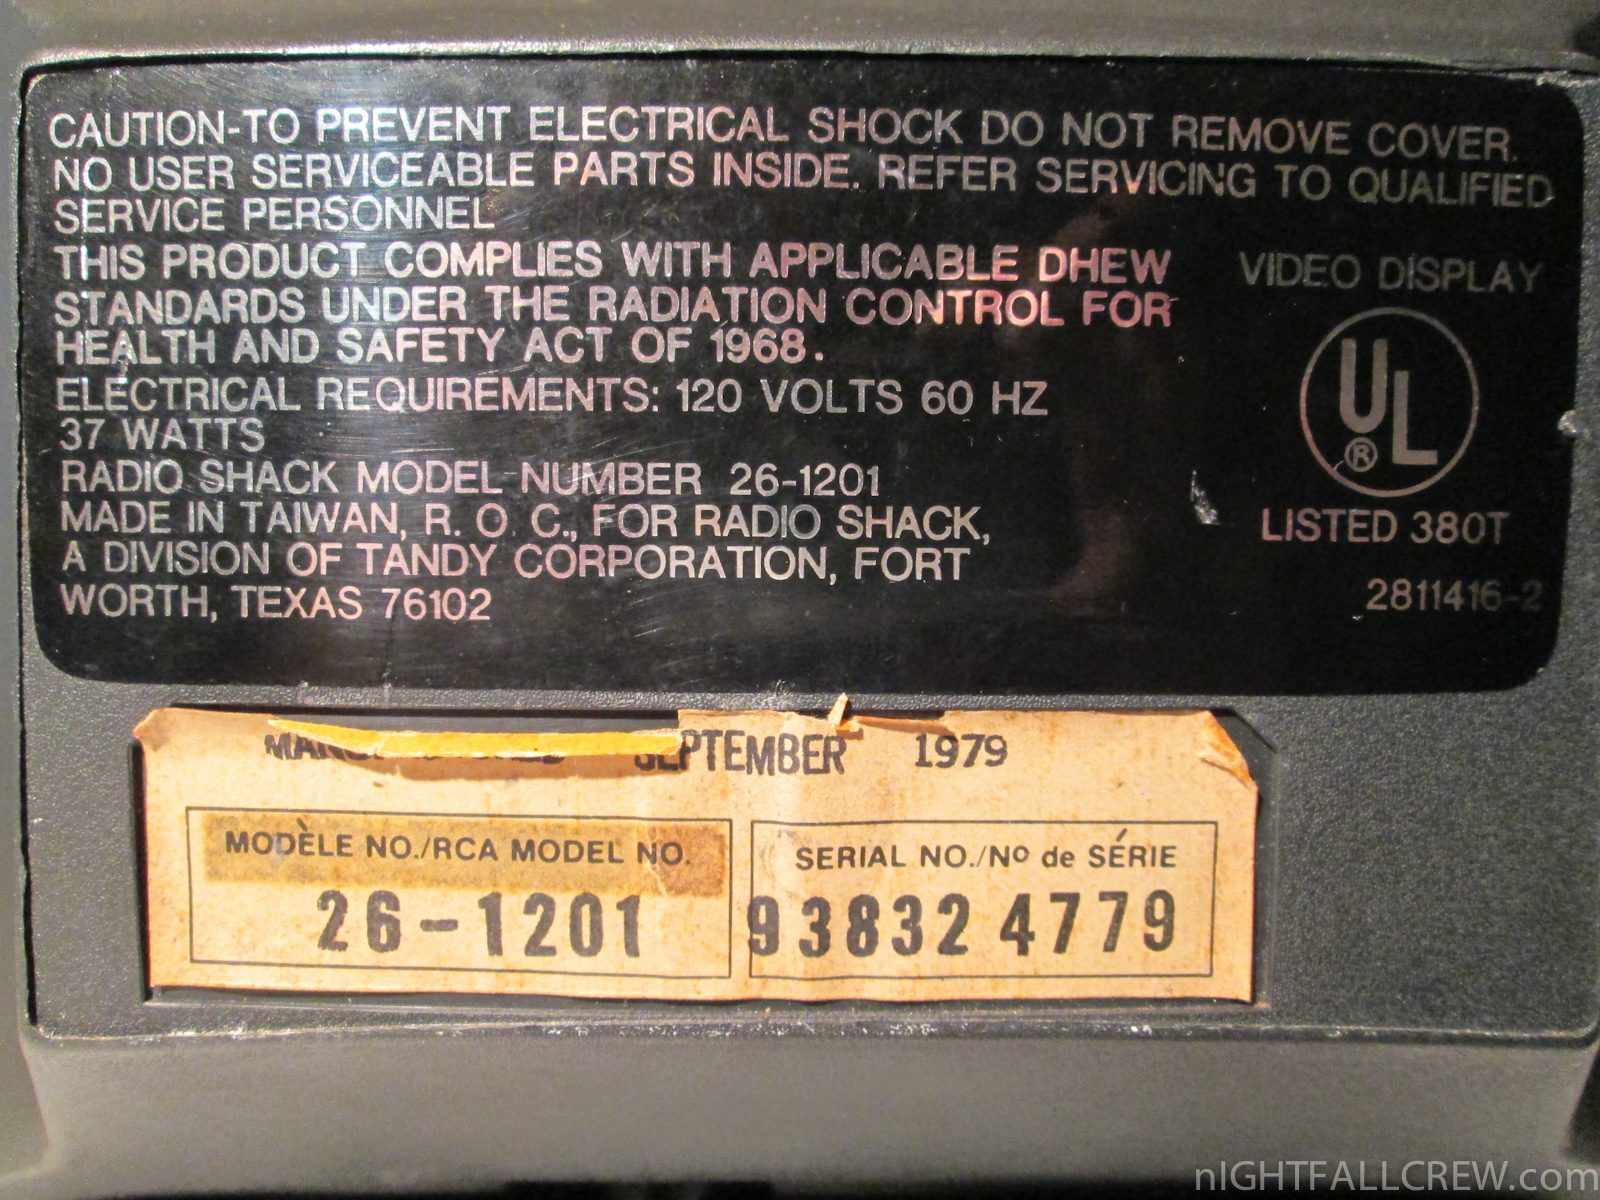 CAUTION-TO PREVENT ELECTRICAL SHOCK DO NOT REMOVE COVER.
NO USER SERVICEABLE PARTS INSIDE. REFER SERVICING TO QUALIFIED
SERVICE PERSONNEL
THIS PRODUCT COMPLIES WITH APPLICABLE DHEW
STANDARDS UNDER THE RADIATION CONTROL FOR
HEALTH AND SAFETY ACT OF 1968.
ELECTRICAL REQUIREMENTS: 120 VOLTS 60 HZ
37 WATTS
RADIO SHACK MODEL NUMBER 26-1201
MADE IN TAIWAN, R. O. C., FOR RADIO SHACK,
A DIVISION OF TANDY CORPORATION, FORT
WORTH, TEXAS 76102
VIDEO DISPLAY
UL
®
LISTED 380T
2811416-2
SEPTEMBER 1979
MODÈLE NO./RCA MODEL NO.
26-1201
SERIAL NO./Nº de SÉRIE
938324779
nIGHTFALLCREW.com